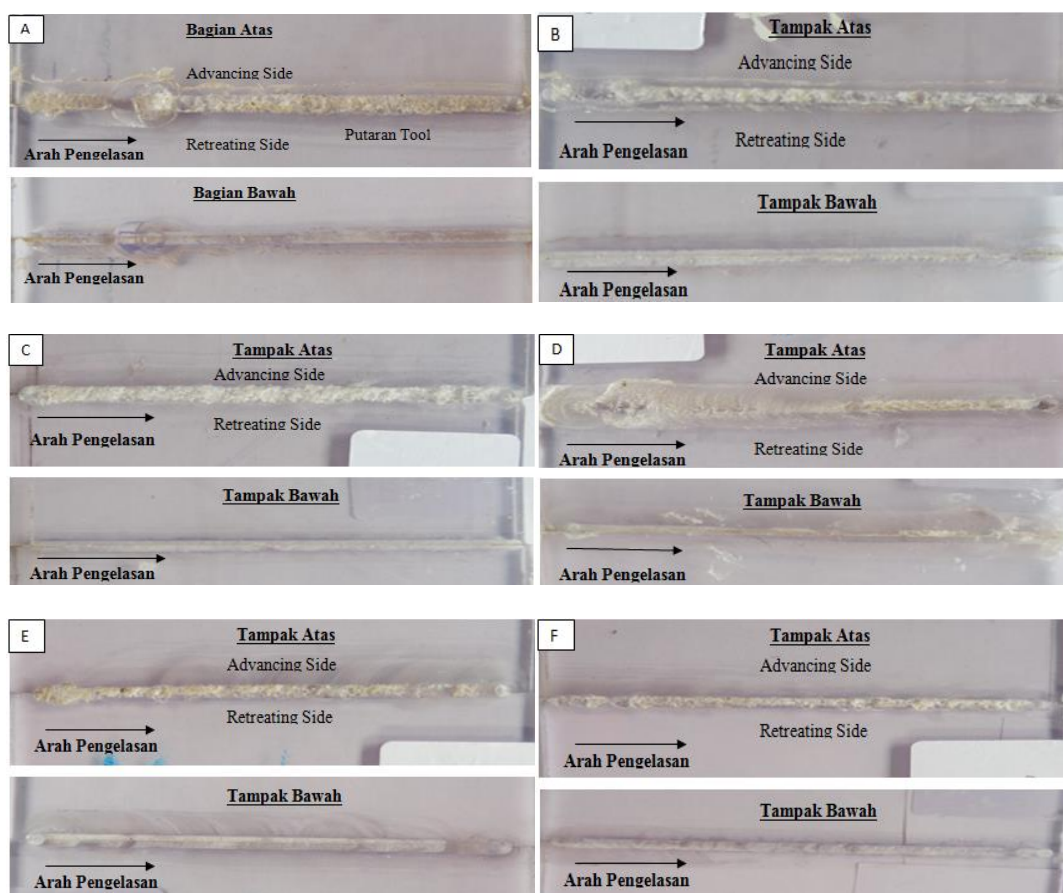 A
Bagian Atas
Advancing Side
Retreating Side
Putaran Tool
Arah Pengelasan
Bagian Bawah
Arah Pengelasan
B
Tampak Atas
Advancing Side
Retreating Side
Arah Pengelasan
Tampak Bawah
Arah Pengelasan
C
Tampak Atas
Advancing Side
Retreating Side
Arah Pengelasan
Tampak Bawah
Arah Pengelasan
D
Tampak Atas
Advancing Side
Retreating Side
Arah Pengelasan
Tampak Bawah
Arah Pengelasan
E
Tampak Atas
Advancing Side
Retreating Side
Arah Pengelasan
Tampak Bawah
Arah Pengelasan
F
Tampak Atas
Advancing Side
Retreating Side
Arah Pengelasan
Tampak Bawah
Arah Pengelasan